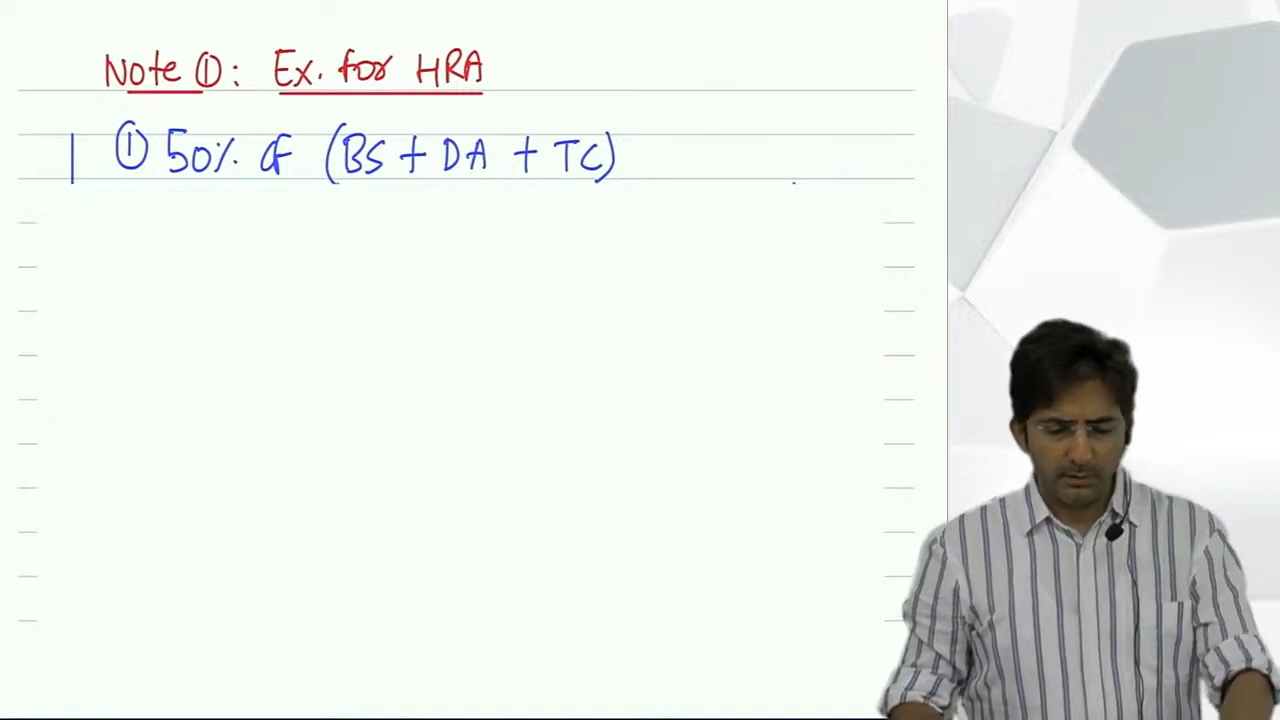 Note ①: Ex. for HRA
① 50% of (BS + DA + TC)